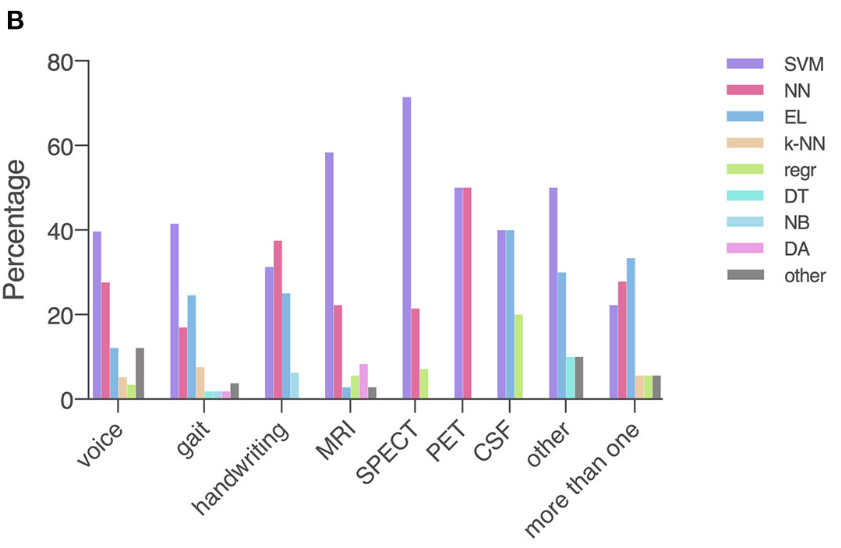 B
Percentage
80
60
40
20
0
voice
gait
handwriting
MRI
SPECT
PET
CSF
other
more than one
SVM
NN
EL
k-NN
regr
DT
NB
DA
other